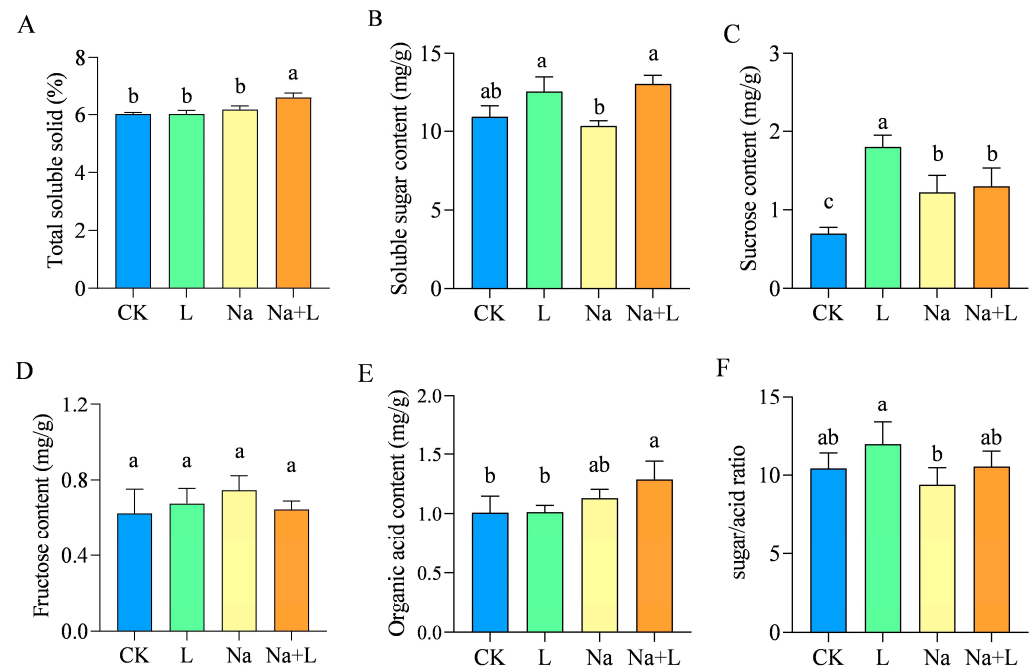 A
Total soluble solid (%)
8
6
4
2
0
b
b
b
a
CK
L
Na
Na+L
B
Soluble sugar content (mg/g)
15
10
5
0
ab
a
b
a
CK
L
Na
Na+L
C
Sucrose content (mg/g)
3
2
1
0
c
a
b
b
CK
L
Na
Na+L
D
Fructose content (mg/g)
1.2
0.8
0.4
0.0
a
a
a
a
CK
L
Na
Na+L
E
Organic acid content (mg/g)
2.0
1.5
1.0
0.5
0.0
b
b
ab
a
CK
L
Na
Na+L
F
sugar/acid ratio
15
10
5
0
ab
a
b
ab
CK
L
Na
Na+L